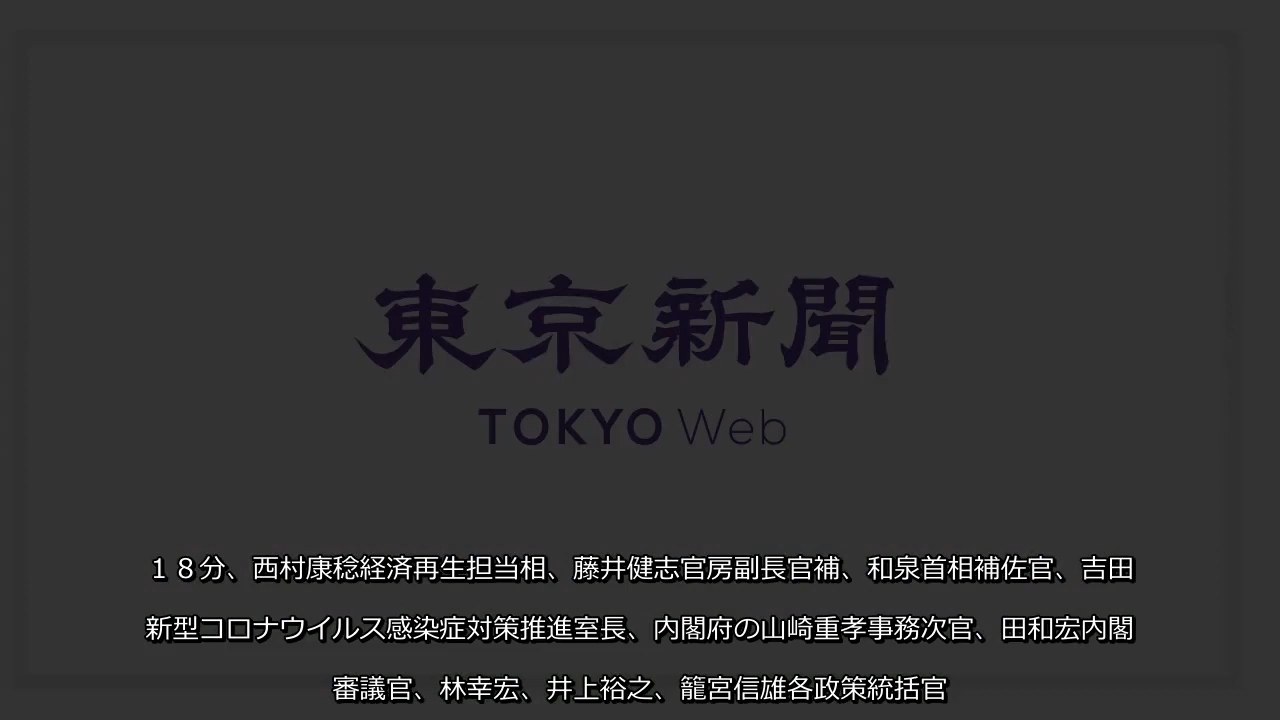 東京新聞
TOKYO Web
１８分、西村康稔経済再生担当相、藤井健志官房副長官補、和泉首相補佐官、吉田
新型コロナウイルス感染症対策推進室長、内閣府の山崎重孝事務次官、田和宏内閣
審議官、林幸宏、井上裕之、籠宮信雄各政策統括官